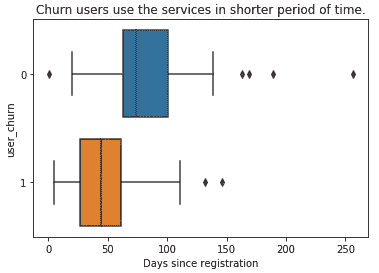 Churn users use the services in shorter period of time.
0
user_churn
1
0 50 100 150 200 250
Days since registration